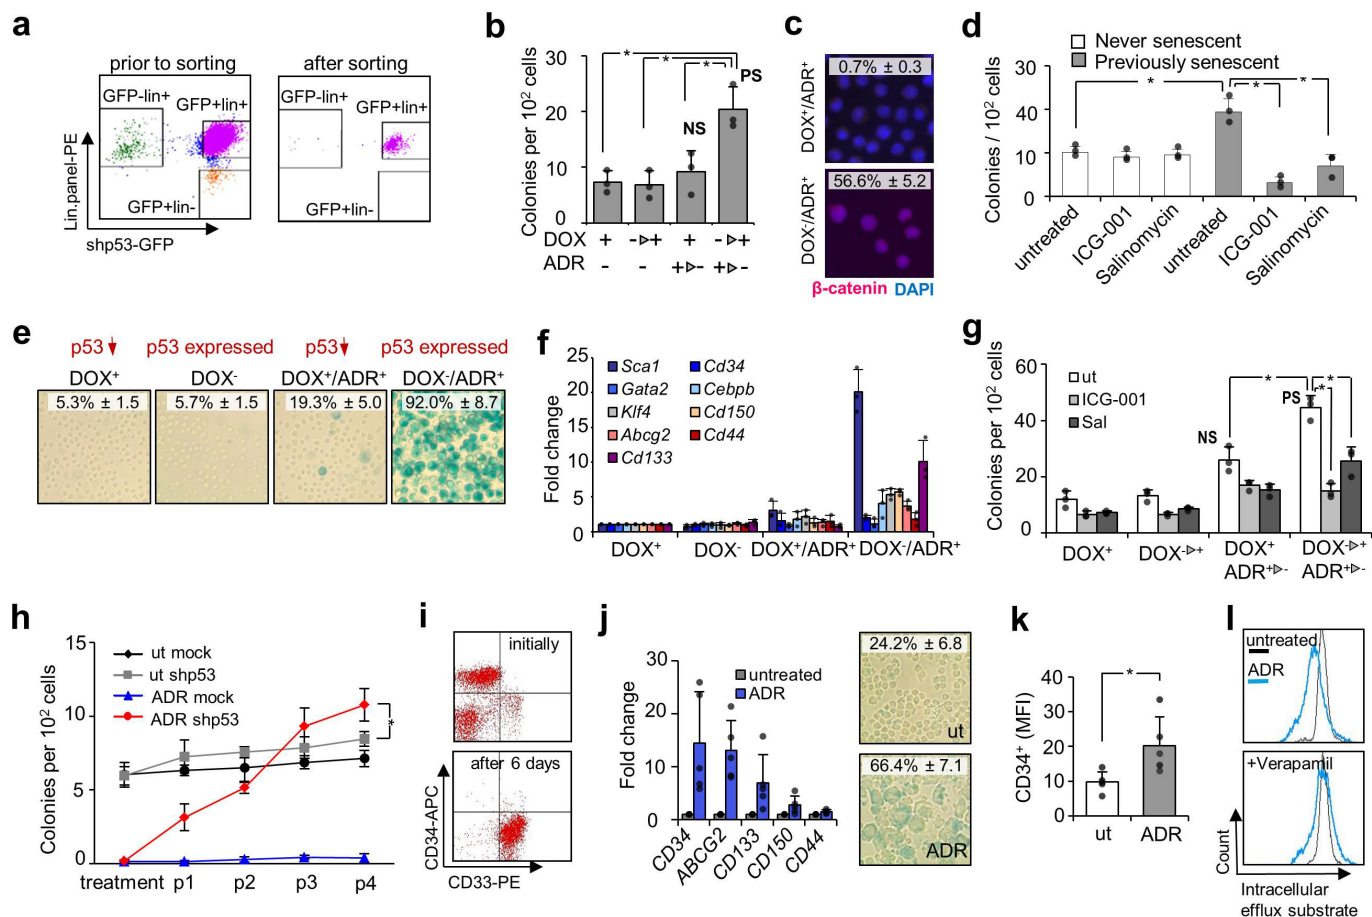 a
prior to sorting
after sorting
GFP-lin+
GFP+lin+
GFP+lin-
GFP-lin+
GFP+lin+
GFP+lin-
Lin.panel-PE
shp53-GFP
b
Colonies per 10² cells
30
20
10
0
*
*
*
PS
NS
DOX + -▷+ + -▷+
ADR - - +▷- +▷-
c
DOX⁺/ADR⁺
0.7% ± 0.3
DOX⁻/ADR⁺
56.6% ± 5.2
β-catenin DAPI
d
Never senescent
Previously senescent
Colonies / 10² cells
30
20
10
0
*
*
*
untreated
ICG-001
Salinomycin
untreated
ICG-001
Salinomycin
e
p53
p53 expressed
p53
p53 expressed
DOX⁺
DOX⁻
DOX⁺/ADR⁺
DOX⁻/ADR⁺
5.3% ± 1.5
5.7% ± 1.5
19.3% ± 5.0
92.0% ± 8.7
f
Fold change
25
20
15
10
5
0
Sca1
Gata2
Klf4
Abcg2
Cd133
Cd34
Cebpb
Cd150
Cd44
DOX⁺
DOX⁻
DOX⁺/ADR⁺
DOX⁻/ADR⁺
g
Colonies per 10² cells
60
40
20
0
ut
ICG-001
Sal
NS
PS
*
*
*
DOX⁺
DOX⁻▷⁺
DOX⁺
ADR⁺▷⁻
DOX⁻▷⁺
ADR⁺▷⁻
h
Colonies per 10² cells
15
10
5
0
ut mock
ut shp53
ADR mock
ADR shp53
*
treatment
p1
p2
p3
p4
i
initially
after 6 days
CD34-APC
CD33-PE
j
Fold change
30
20
10
0
untreated
ADR
CD34
ABCG2
CD133
CD150
CD44
24.2% ± 6.8
ut
66.4% ± 7.1
ADR
k
CD34⁺ (MFI)
40
30
20
10
0
*
ut
ADR
l
untreated
ADR
+Verapamil
Count
Intracellular
efflux substrate